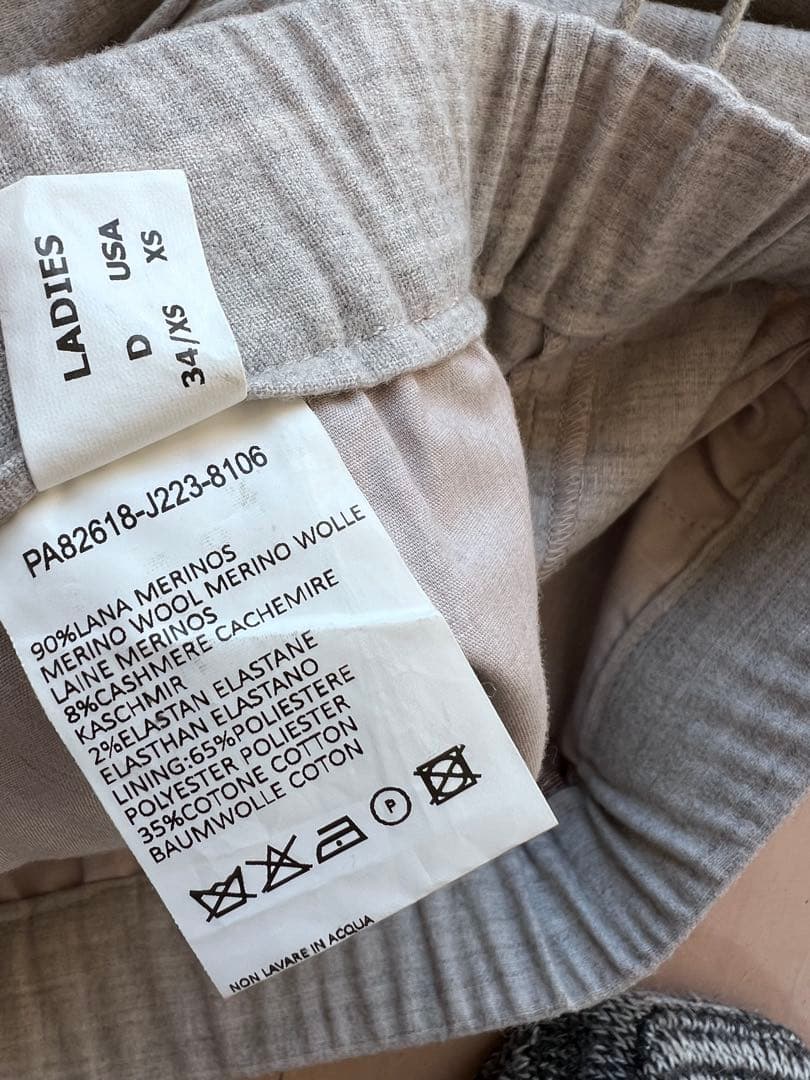 LADIES
D USA
34/XS XS
PA82618-J223-8106
90%LANA MERINOS
MERINO WOOL MERINO WOLLE
LAINE MERINOS
8%CASHMERE CACHEMIRE
KASCHMIR
2%ELASTAN ELASTANE
ELASTHAN ELASTANO
LINING:65%POLIESTERE
POLYESTER POLIESTER
35%COTONE COTTON
BAUMWOLLE COTON
P
NON LAVARE IN ACQUA